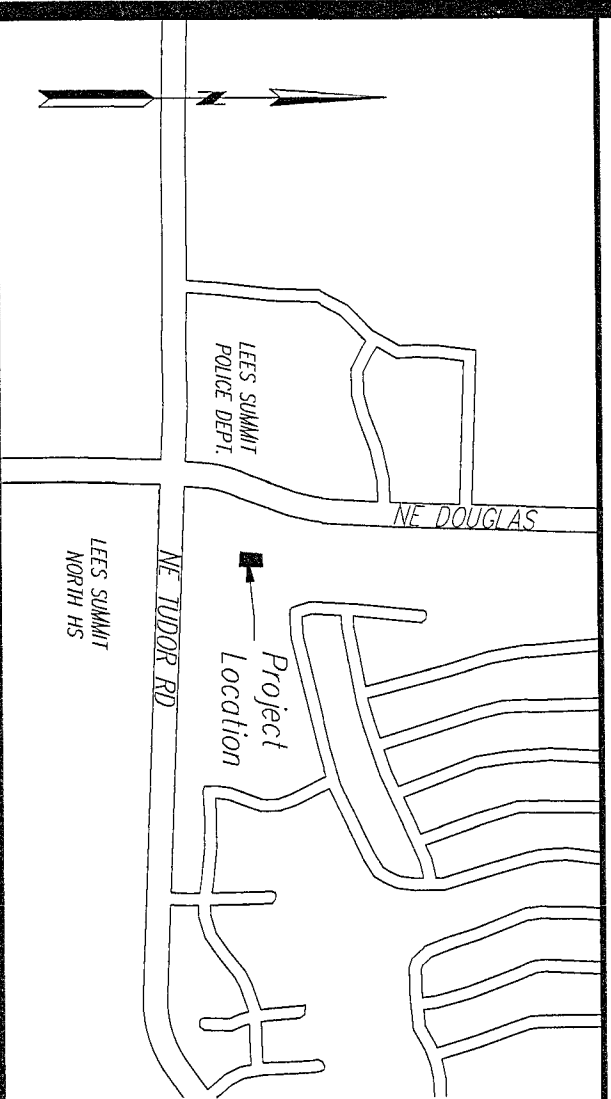 N
LEES SUMMIT
POLICE DEPT.
NE DOUGLAS
Project
Location
NE TUDOR RD
LEES SUMMIT
NORTH HS